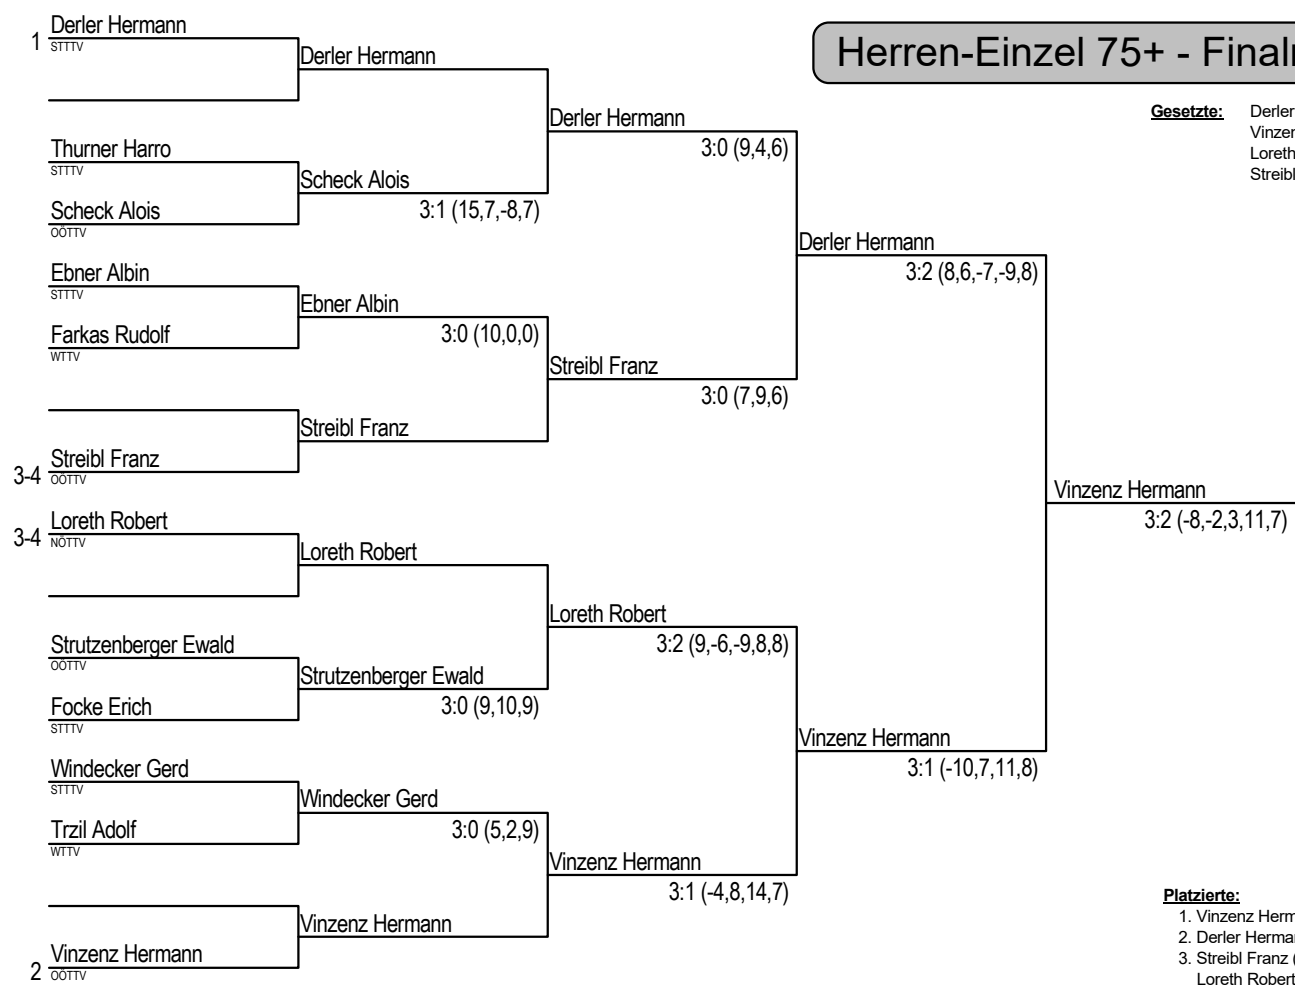 Herren-Einzel 75+ - Final
Gesetzte:
Derler
Loreth
Streibl
1
Derler Hermann
STTTV
Derler Hermann
Derler Hermann
3:0 (9,4,6)
Thurner Harro
STTTV
Scheck Alois
3:1 (15,7,-8,7)
Scheck Alois
OÖTTV
Derler Hermann
3:2 (8,6,-7,-9,8)
Ebner Albin
STTTV
Ebner Albin
3:0 (10,0,0)
Farkas Rudolf
WTTV
Streibl Franz
3:0 (7,9,6)
Streibl Franz
3-4
Streibl Franz
OÖTTV
Vinzenz Hermann
3:2 (-8,-2,3,11,7)
3-4
Loreth Robert
NÖTTV
Loreth Robert
Loreth Robert
3:2 (9,-6,-9,8,8)
Strutzenberger Ewald
OÖTTV
Strutzenberger Ewald
3:0 (9,10,9)
Focke Erich
STTTV
Vinzenz Hermann
3:1 (-10,7,11,8)
Windecker Gerd
STTTV
Windecker Gerd
3:0 (5,2,9)
Trzil Adolf
WTTV
Vinzenz Hermann
3:1 (-4,8,14,7)
Vinzenz Hermann
2
Vinzenz Hermann
OÖTTV
Platzierte:
1. Vinzenz Herm
2. Derler Herma
3. Streibl Franz (
Loreth Robert